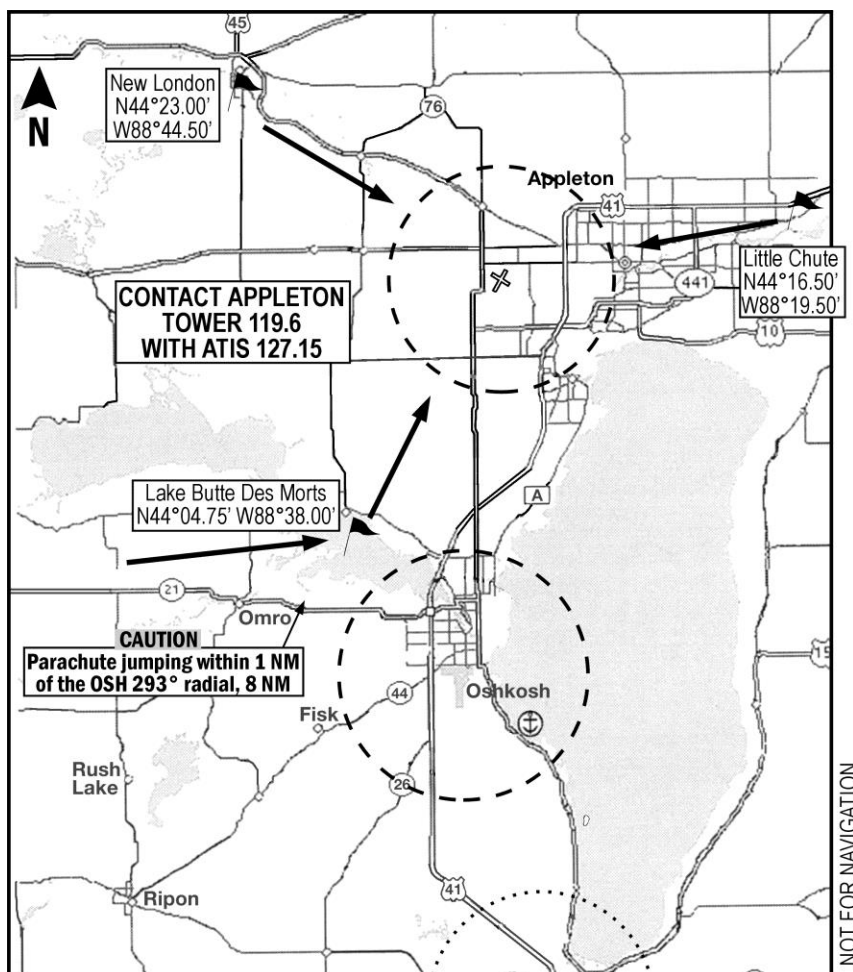 45
New London
N44°23.00'
W88°44.50'
N
76
Appleton
41
Little Chute
N44°16.50'
W88°19.50'
441
10
CONTACT APPLETON
TOWER 119.6
WITH ATIS 127.15
Lake Butte Des Morts
N44°04.75' W88°38.00'
A
21
Omro
CAUTION
Parachute jumping within 1 NM
of the OSH 293° radial, 8 NM
15
44
Oshkosh
Fisk
Rush
Lake
26
Ripon
41
NOT FOR NAVIGATION